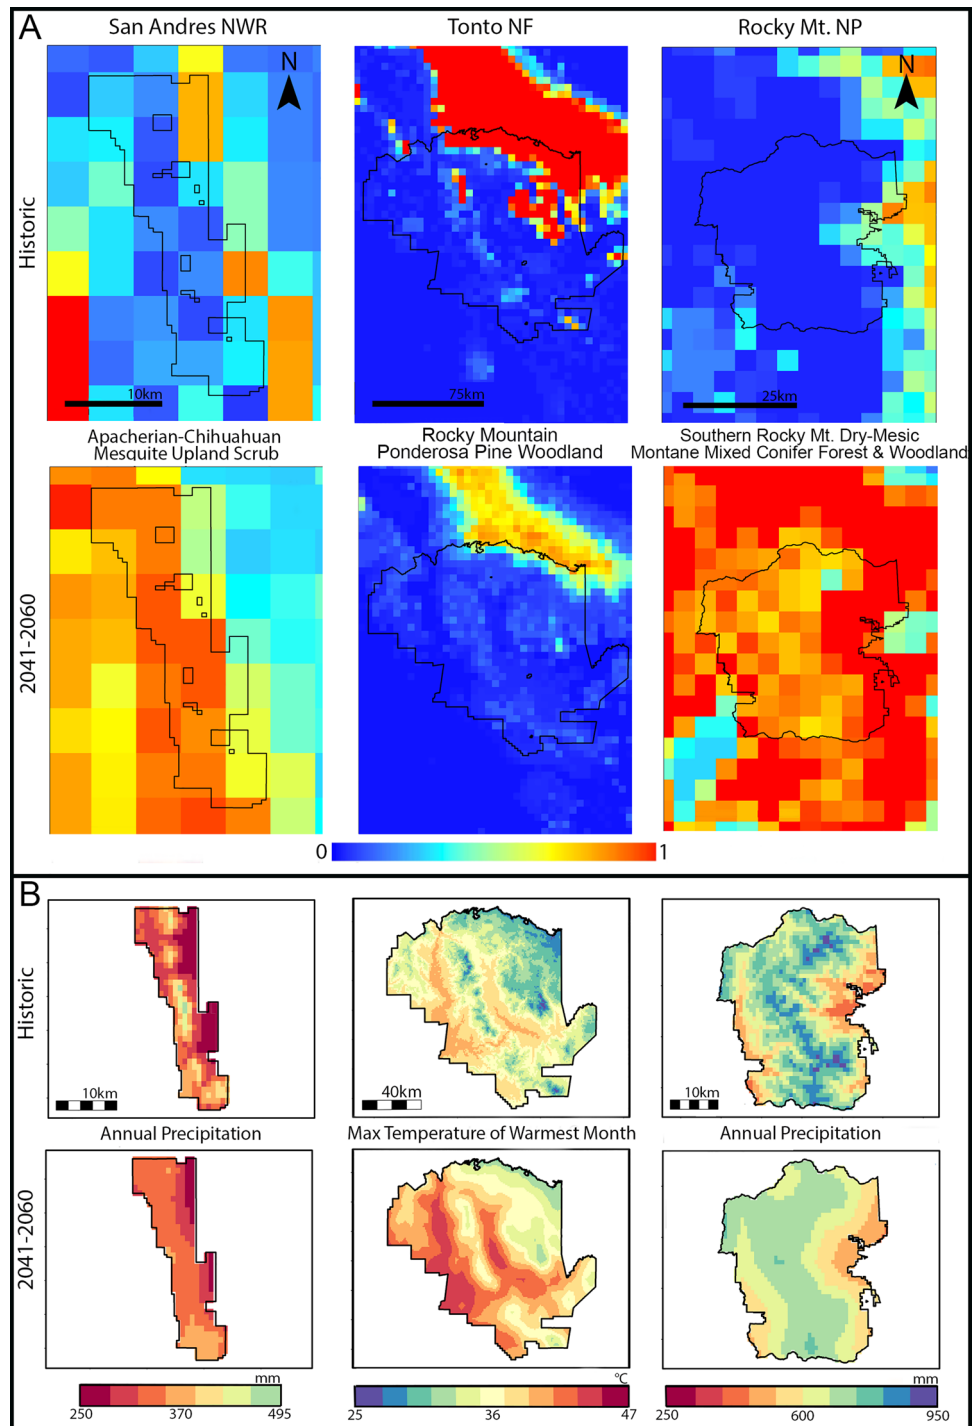 A
San Andres NWR
Tonto NF
Rocky Mt. NP
Historic
N
N
10km
75km
25km
Apacherian-Chihuahuan
Mesquite Upland Scrub
Rocky Mountain
Ponderosa Pine Woodland
Southern Rocky Mt. Dry-Mesic
Montane Mixed Conifer Forest & Woodland
2041-2060
0
1
B
Historic
10km
40km
10km
Annual Precipitation
Max Temperature of Warmest Month
Annual Precipitation
2041-2060
mm
250
370
495
°C
25
36
47
mm
250
600
950